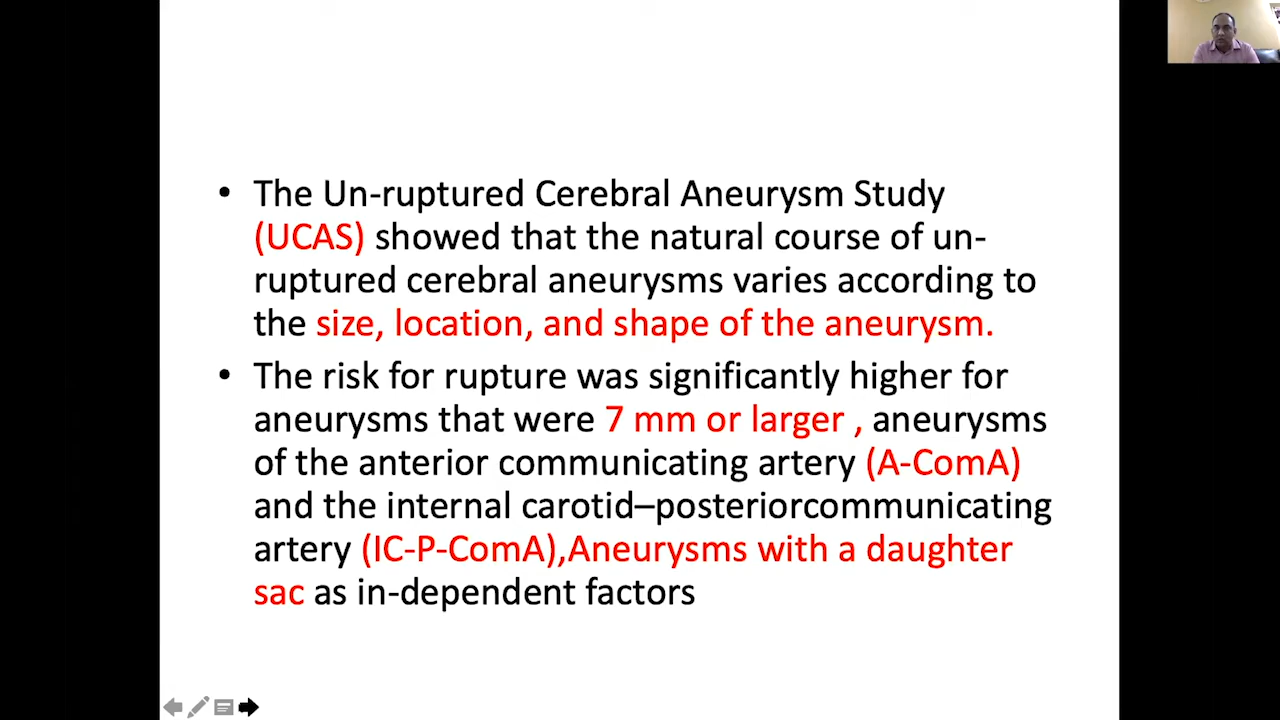 • The Un-ruptured Cerebral Aneurysm Study
(UCAS) showed that the natural course of un-
ruptured cerebral aneurysms varies according to
the size, location, and shape of the aneurysm.
• The risk for rupture was significantly higher for
aneurysms that were 7 mm or larger , aneurysms
of the anterior communicating artery (A-ComA)
and the internal carotid–posteriorcommunicating
artery (IC-P-ComA),Aneurysms with a daughter
sac as in-dependent factors